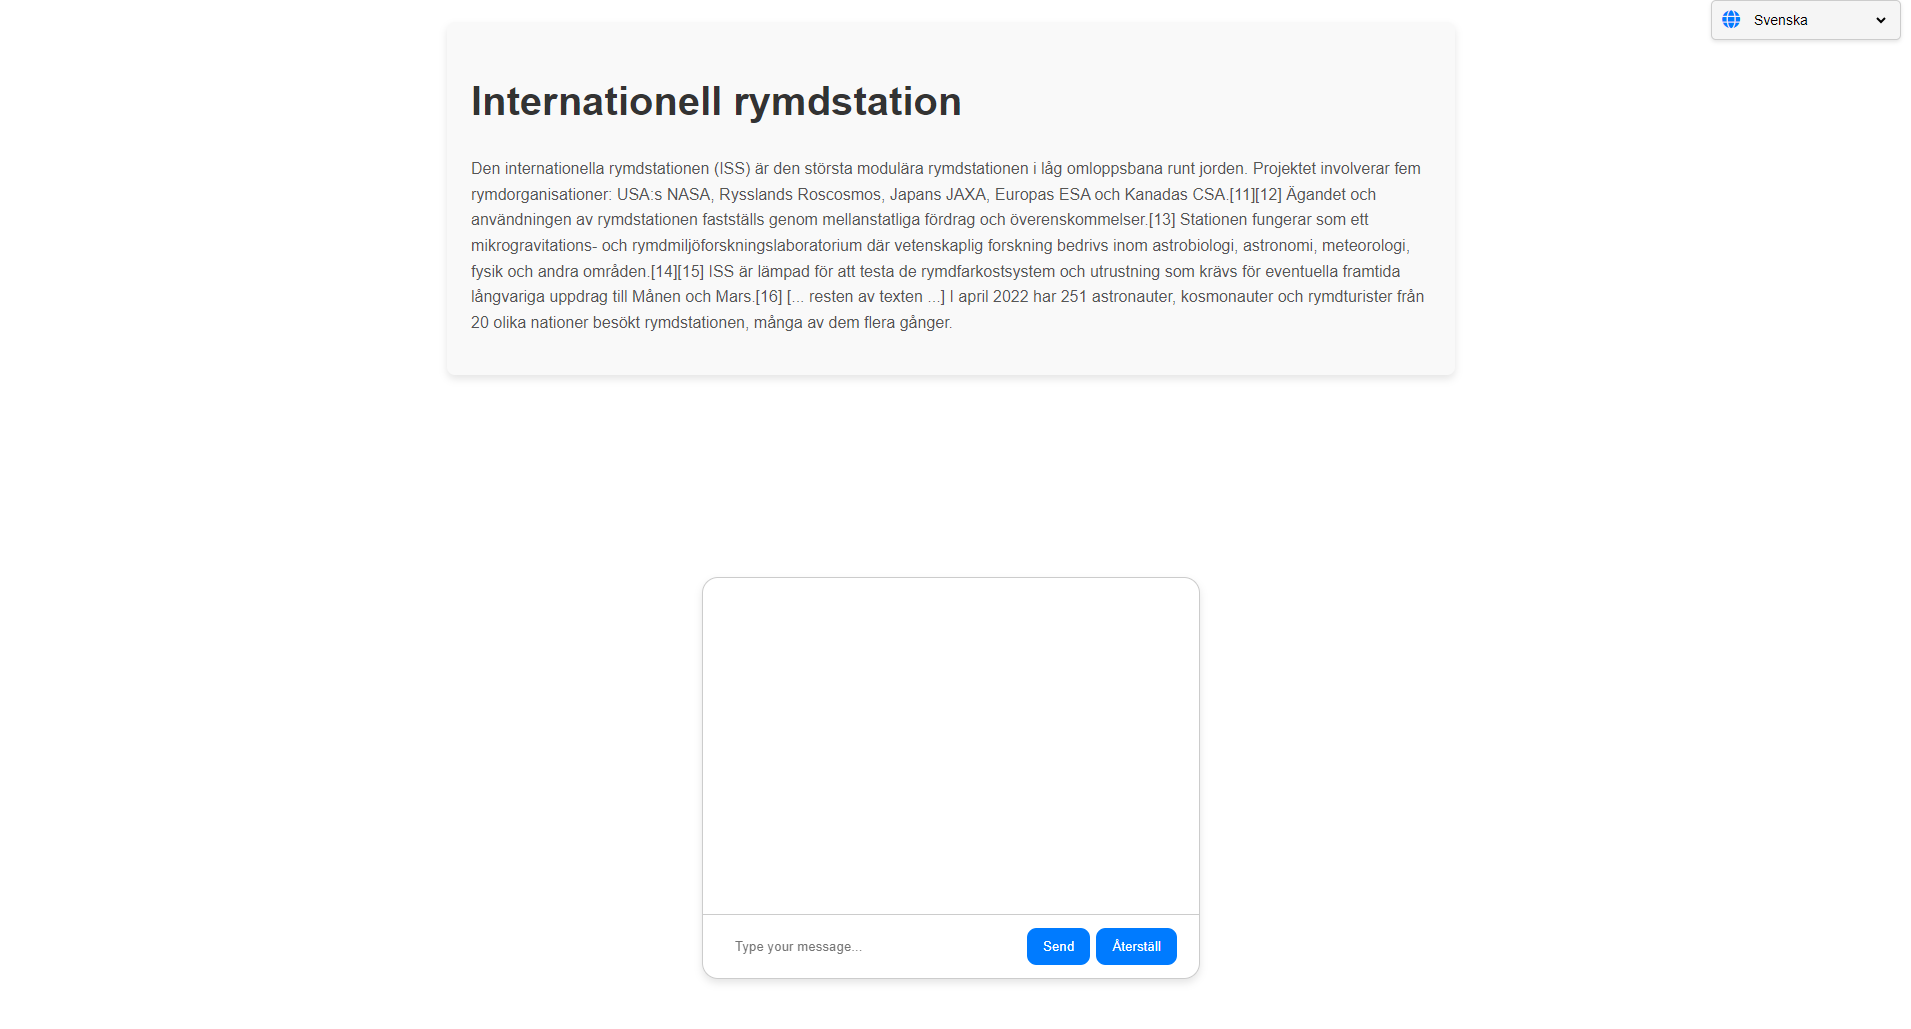 Svenska
Internationell rymdstation
Den internationella rymdstationen (ISS) är den största modulära rymdstationen i låg omloppsbana runt jorden. Projektet involverar fem
rymdorganisationer: USA:s NASA, Rysslands Roscosmos, Japans JAXA, Europas ESA och Kanadas CSA.[11][12] Ägandet och
användningen av rymdstationen fastställs genom mellanstatliga fördrag och överenskommelser.[13] Stationen fungerar som ett
mikrogravitations- och rymdmiljöforskningslaboratorium där vetenskaplig forskning bedrivs inom astrobiologi, astronomi, meteorologi,
fysik och andra områden.[14][15] ISS är lämpad för att testa de rymdfarkostsystem och utrustning som krävs för eventuella framtida
långvariga uppdrag till Månen och Mars.[16] [... resten av texten ...] I april 2022 har 251 astronauter, kosmonauter och rymdturister från
20 olika nationer besökt rymdstationen, många av dem flera gånger.
Type your message...
Send
Återställ